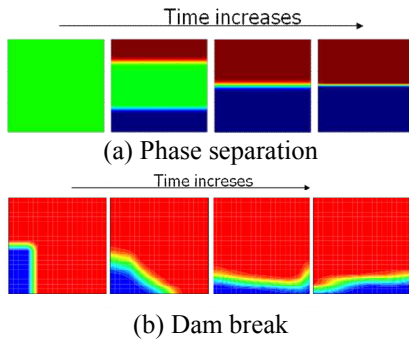 Time increases
(a) Phase separation
Time increses
(b) Dam break